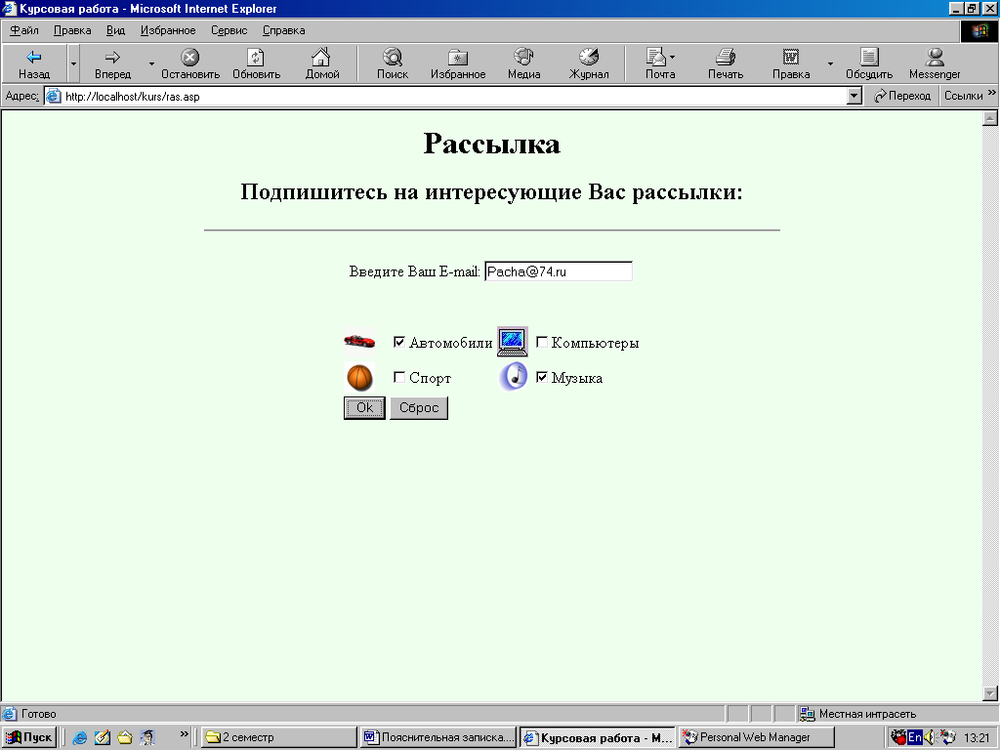 Курсовая работа - Microsoft Internet Explorer
Файл Правка Вид Избранное Сервис Справка
Назад Вперед Остановить Обновить Домой Поиск Избранное Медиа Журнал Почта Печать Правка Обсудить Messenger
Адрес: http://localhost/kurs/ras.asp Переход Ссылки »
Рассылка
Подпишитесь на интересующие Вас рассылки:
Введите Ваш E-mail: Pacha@74.ru
Автомобили Компьютеры
Спорт Музыка
Ok Сброс
Готово Местная интрасеть
Пуск » 2 семестр Пояснительная записка.... Курсовая работа - M... Personal Web Manager En 13:21